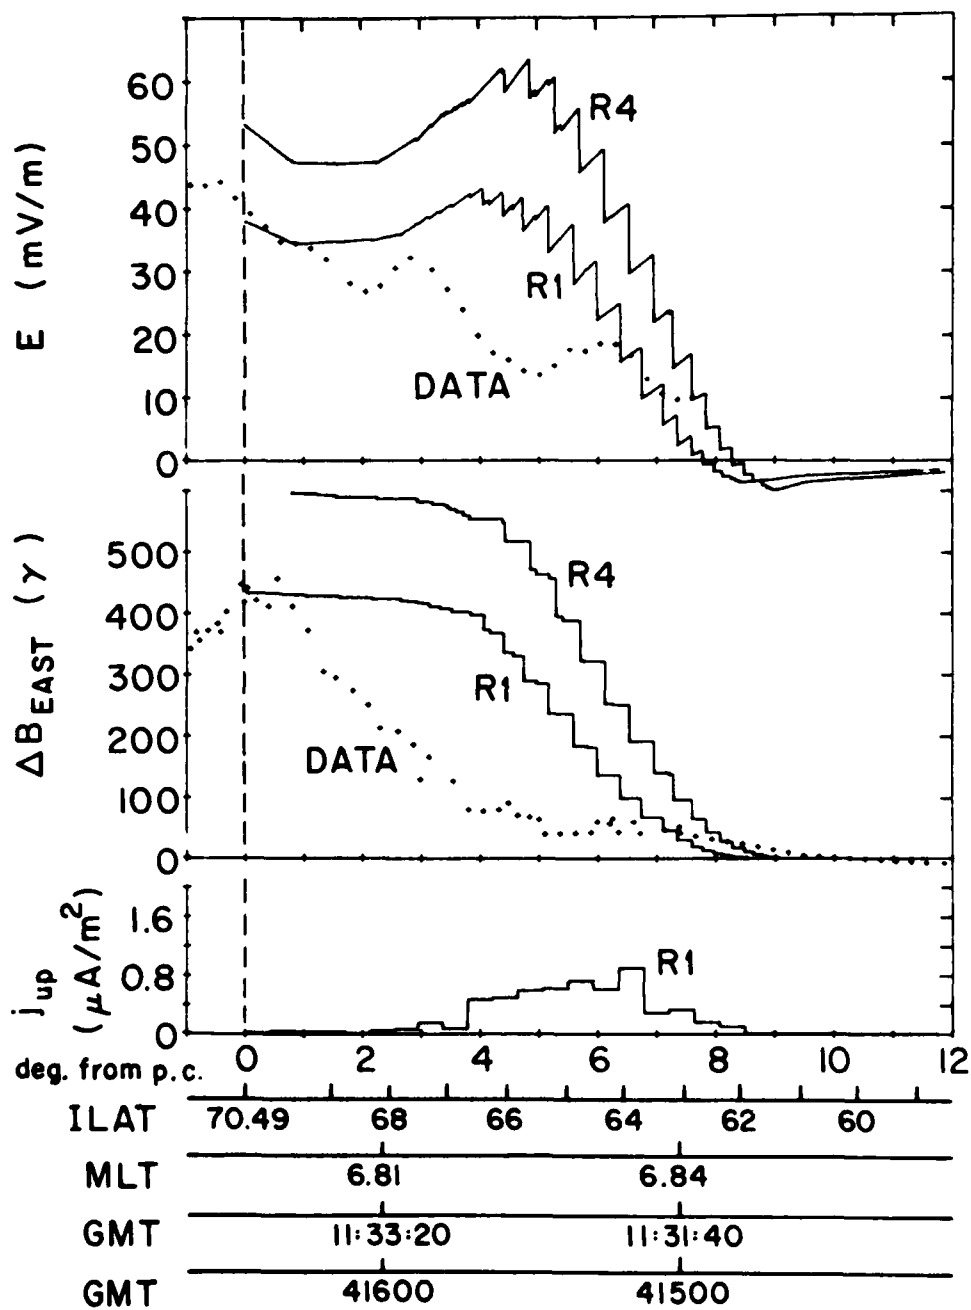 E (mV/m)
60
50
40
30
20
10
0
R4
R1
DATA
ΔB EAST (γ)
500
400
300
200
100
0
R4
R1
DATA
j up (μA/m²)
1.6
0.8
0
R1
deg. from p.c. 0 2 4 6 8 10 12
ILAT 70.49 68 66 64 62 60
MLT 6.81 6.84
GMT 11:33:20 11:31:40
GMT 41600 41500